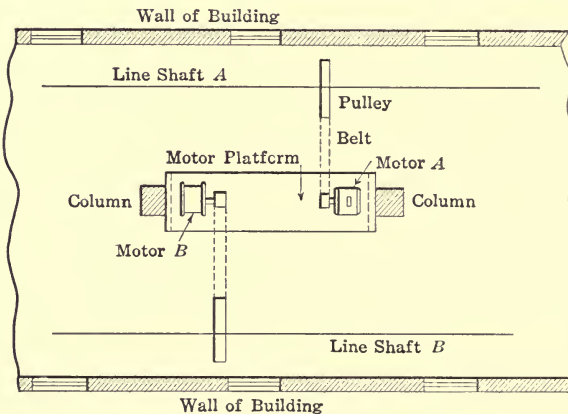 Wall of Building
Line Shaft A
Pulley
Belt
Motor Platform
Motor A
Column
Column
Motor B
Line Shaft B
Wall of Building